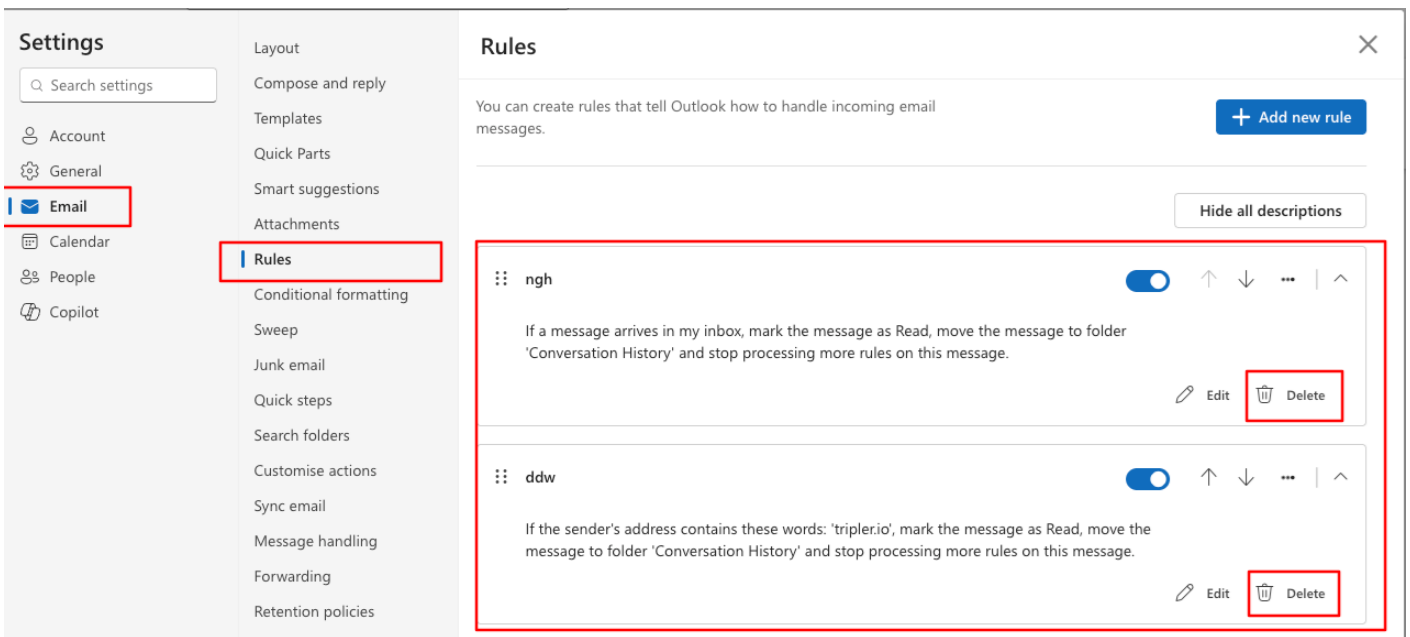 Settings
Search settings
Account
General
Email
Calendar
People
Copilot
Layout
Compose and reply
Templates
Quick Parts
Smart suggestions
Attachments
Rules
Conditional formatting
Sweep
Junk email
Quick steps
Search folders
Customise actions
Sync email
Message handling
Forwarding
Retention policies
Rules
You can create rules that tell Outlook how to handle incoming email
messages.
Add new rule
Hide all descriptions
ngh
If a message arrives in my inbox, mark the message as Read, move the message to folder
'Conversation History' and stop processing more rules on this message.
Edit Delete
ddw
If the sender's address contains these words: 'tripler.io', mark the message as Read, move the
message to folder 'Conversation History' and stop processing more rules on this message.
Edit Delete